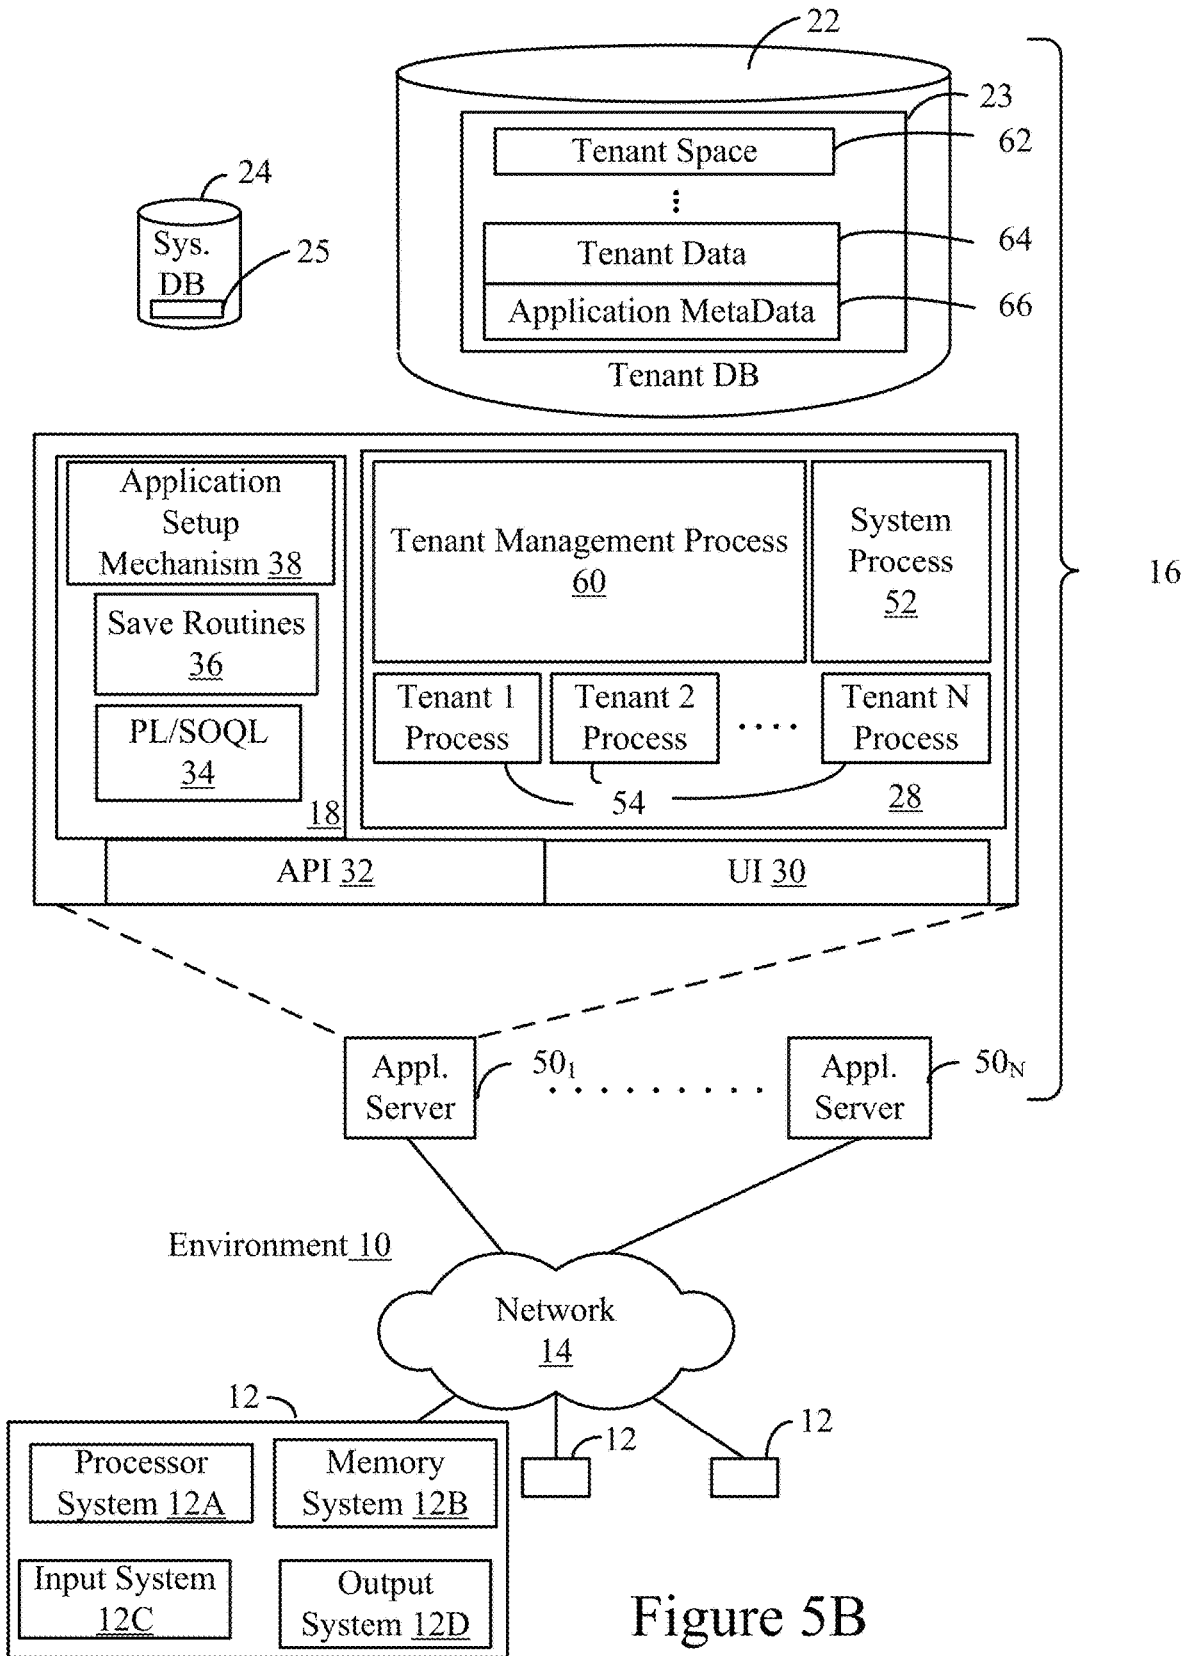 22
23
Tenant Space
62
24
Sys.
DB
25
Tenant Data
64
Application MetaData
66
Tenant DB
Application
Setup
Mechanism 38
Save Routines
36
PL/SOQL
34
18
Tenant Management Process
60
System
Process
52
Tenant 1
Process
Tenant 2
Process
....
Tenant N
Process
54
28
API 32
UI 30
16
Appl.
Server
50₁
Appl.
Server
50N
Environment 10
Network
14
12
Processor
System 12A
Memory
System 12B
Input System
12C
Output
System 12D
12
12
Figure 5B